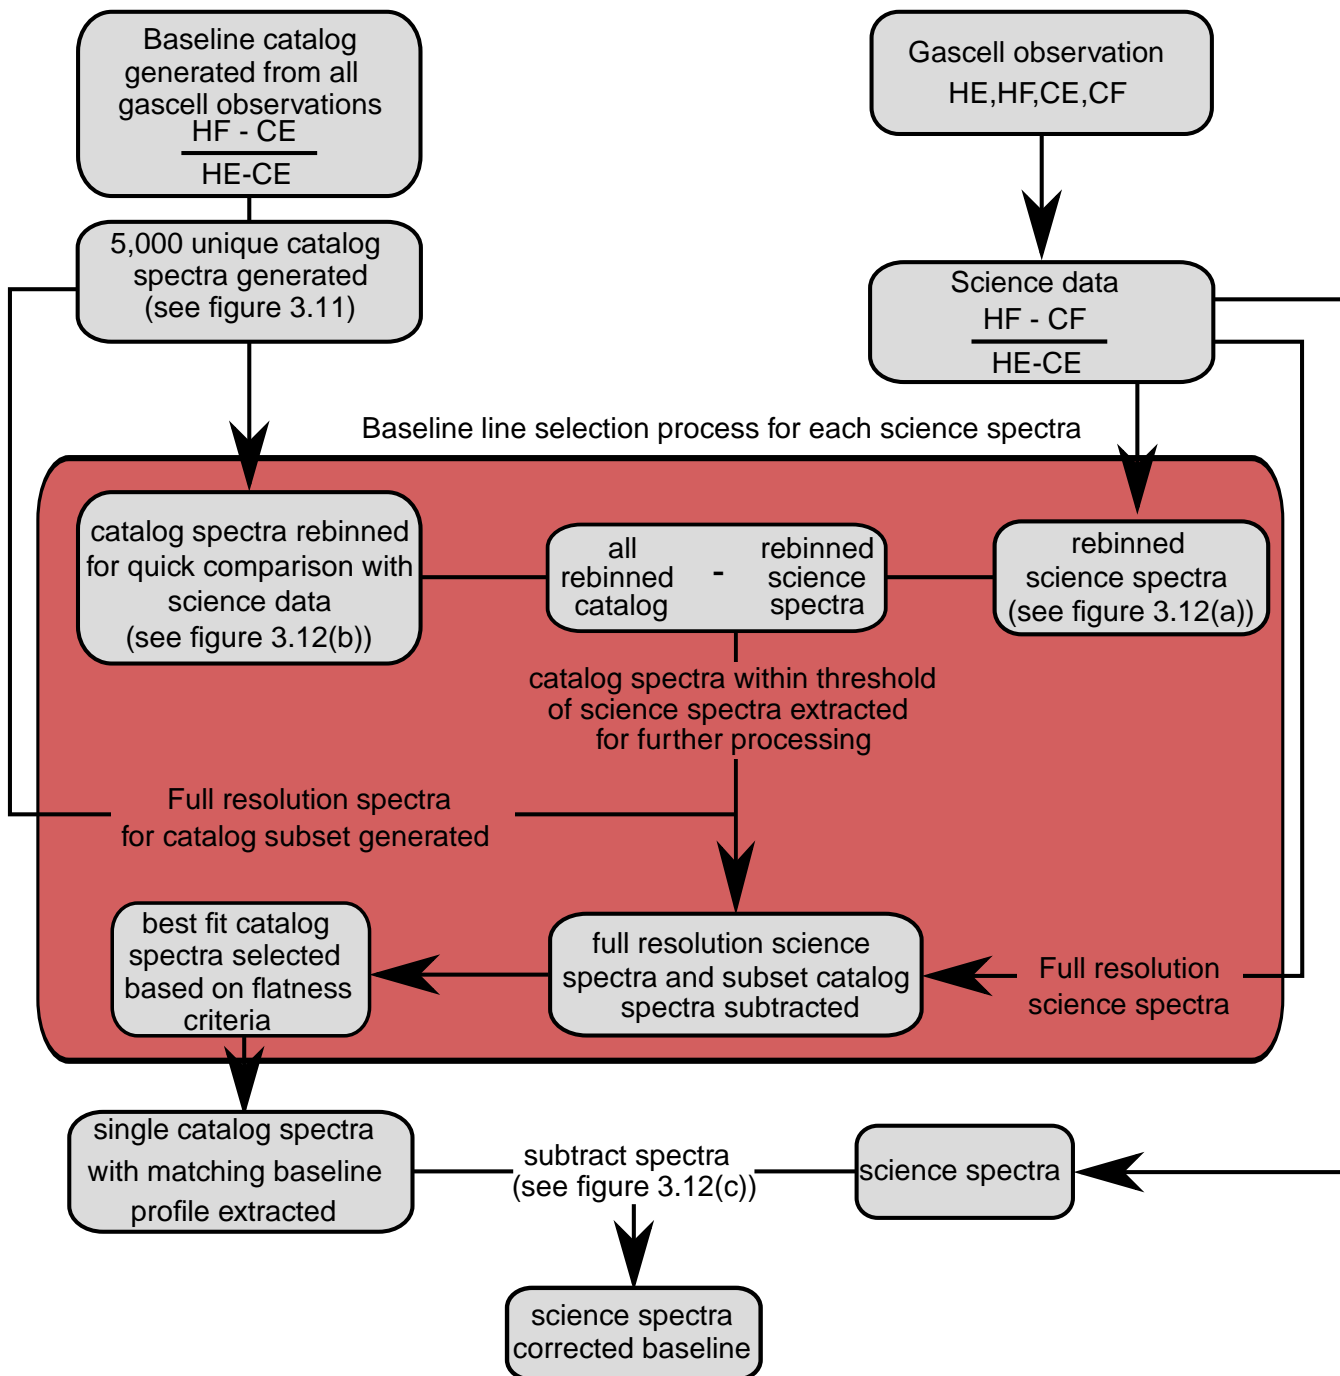 Baseline catalog
generated from all
gascell observations
HF - CE
HE-CE
Gascell observation
HE,HF,CE,CF
5,000 unique catalog
spectra generated
(see figure 3.11)
Science data
HF - CF
HE-CE
Baseline line selection process for each science spectra
catalog spectra rebinned
for quick comparison with
science data
(see figure 3.12(b))
all
rebinned
catalog
-
rebinned
science
spectra
rebinned
science spectra
(see figure 3.12(a))
catalog spectra within threshold
of science spectra extracted
for further processing
Full resolution spectra
for catalog subset generated
best fit catalog
spectra selected
based on flatness
criteria
full resolution science
spectra and subset catalog
spectra subtracted
Full resolution
science spectra
single catalog spectra
with matching baseline
profile extracted
subtract spectra
(see figure 3.12(c))
science spectra
science spectra
corrected baseline